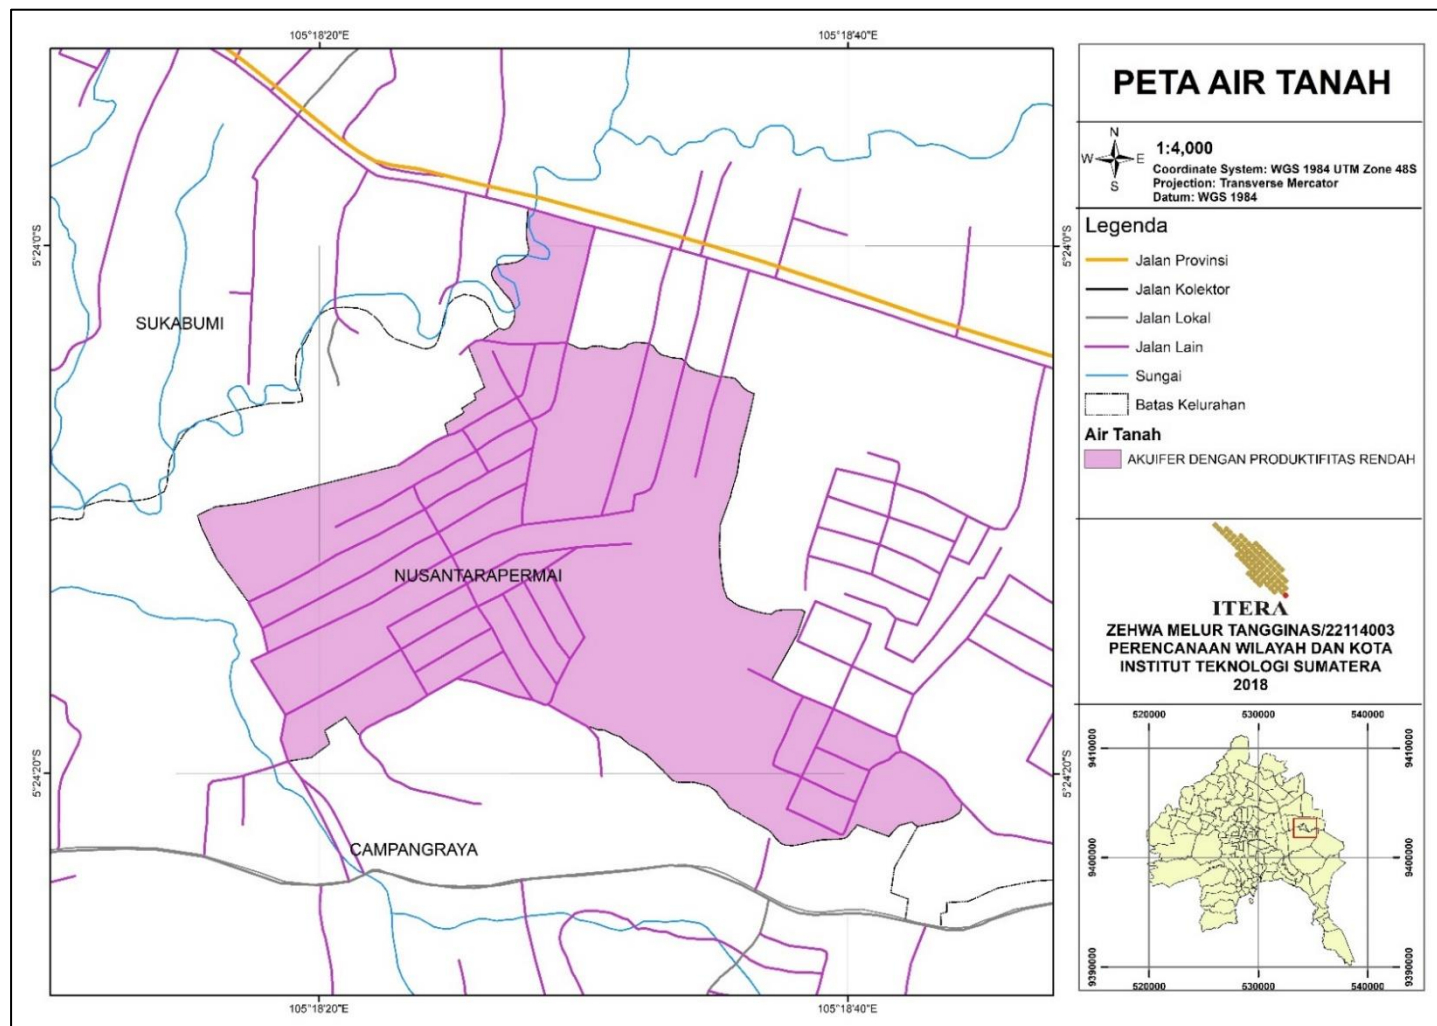 105°18'20"E
105°18'40"E
5°24'0"S
5°24'0"S
SUKABUMI
NUSANTARAPERMAI
5°24'20"S
5°24'20"S
CAMPANGRAYA
105°18'20"E
105°18'40"E
PETA AIR TANAH
N
W
E
S
1:4,000
Coordinate System: WGS 1984 UTM Zone 48S
Projection: Transverse Mercator
Datum: WGS 1984
Legenda
Jalan Provinsi
Jalan Kolektor
Jalan Lokal
Jalan Lain
Sungai
Batas Kelurahan
Air Tanah
AKUIFER DENGAN PRODUKTIFITAS RENDAH
ITERA
ZEHWA MELUR TANGGINAS/22114003
PERENCANAAN WILAYAH DAN KOTA
INSTITUT TEKNOLOGI SUMATERA
2018
520000
530000
540000
9410000
9410000
9400000
9400000
9390000
9390000
520000
530000
540000